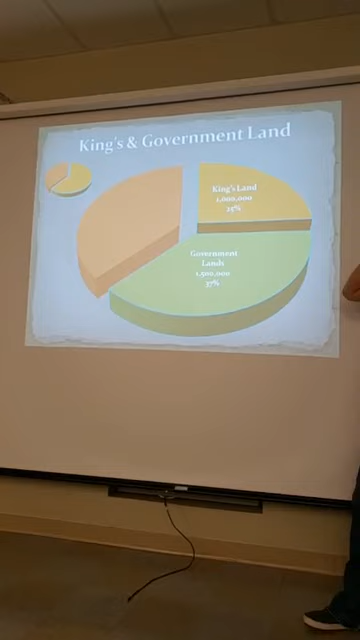 King's & Government Land
King's Land
1,000,000
25%
Government
Lands
1,500,000
37%